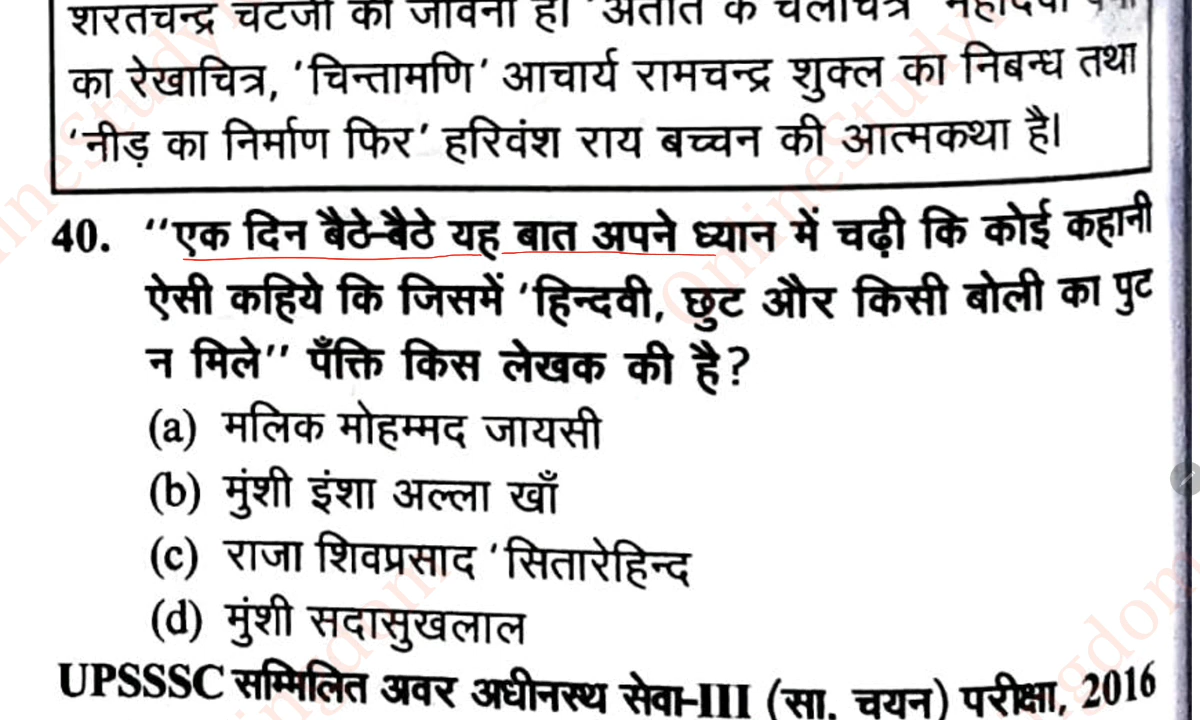 शरतचन्द्र चटर्जी की जीवनी है। 'अतीत के चलचित्र' महादेवी
का रेखाचित्र, 'चिन्तामणि' आचार्य रामचन्द्र शुक्ल का निबन्ध तथा
'नीड़ का निर्माण फिर' हरिवंश राय बच्चन की आत्मकथा है।
40. "एक दिन बैठे-बैठे यह बात अपने ध्यान में चढ़ी कि कोई कहानी
ऐसी कहिये कि जिसमें 'हिन्दवी, छुट और किसी बोली का पुट
न मिले" पँक्ति किस लेखक की है?
(a) मलिक मोहम्मद जायसी
(b) मुंशी इंशा अल्ला खाँ
(c) राजा शिवप्रसाद 'सितारेहिन्द
(d) मुंशी सदासुखलाल
UPSSSC सम्मिलित अवर अधीनस्थ सेवा-III (सा. चयन) परीक्षा, 2016